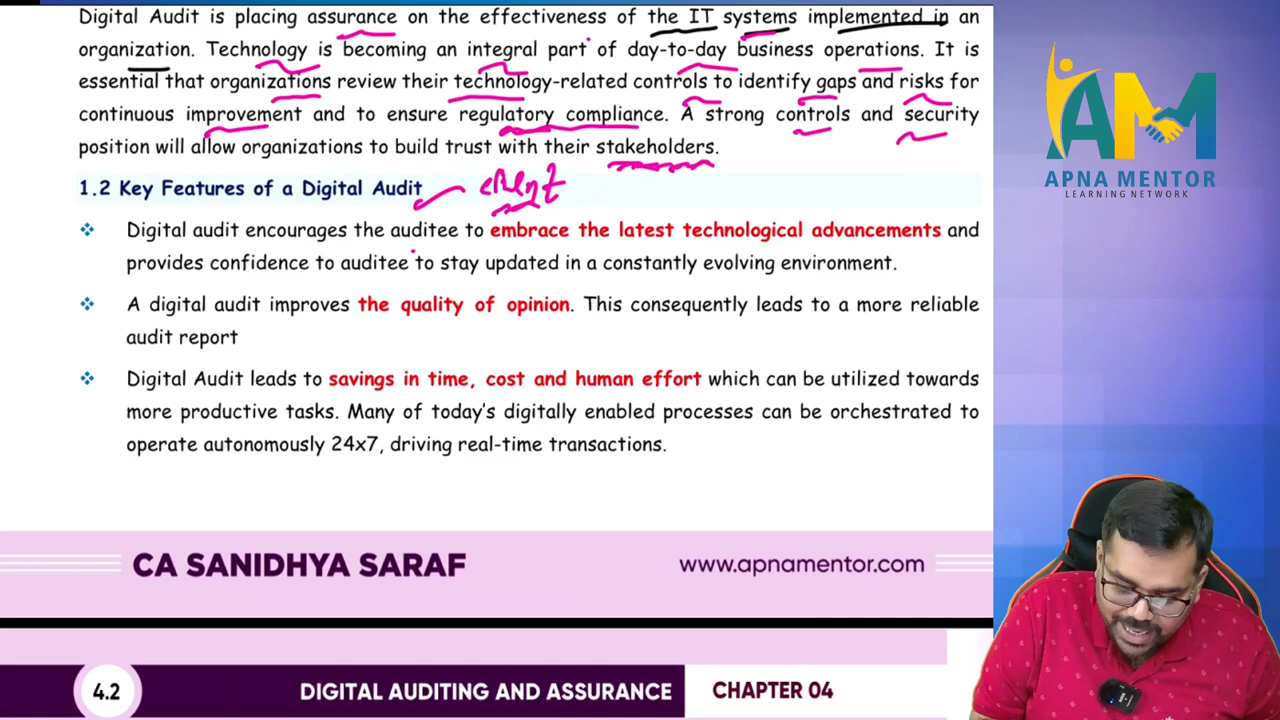 Digital Audit is placing assurance on the effectiveness of the IT systems implemented in an
organization. Technology is becoming an integral part of day-to-day business operations. It is
essential that organizations review their technology-related controls to identify gaps and risks for
continuous improvement and to ensure regulatory compliance. A strong controls and security
position will allow organizations to build trust with their stakeholders.
1.2 Key Features of a Digital Audit
❖ Digital audit encourages the auditee to embrace the latest technological advancements and
provides confidence to auditee to stay updated in a constantly evolving environment.
❖ A digital audit improves the quality of opinion. This consequently leads to a more reliable
audit report
❖ Digital Audit leads to savings in time, cost and human effort which can be utilized towards
more productive tasks. Many of today's digitally enabled processes can be orchestrated to
operate autonomously 24x7, driving real-time transactions.
CA SANIDHYA SARAF
www.apnamentor.com
4.2
DIGITAL AUDITING AND ASSURANCE
CHAPTER 04
AM
APNA MENTOR
LEARNING NETWORK